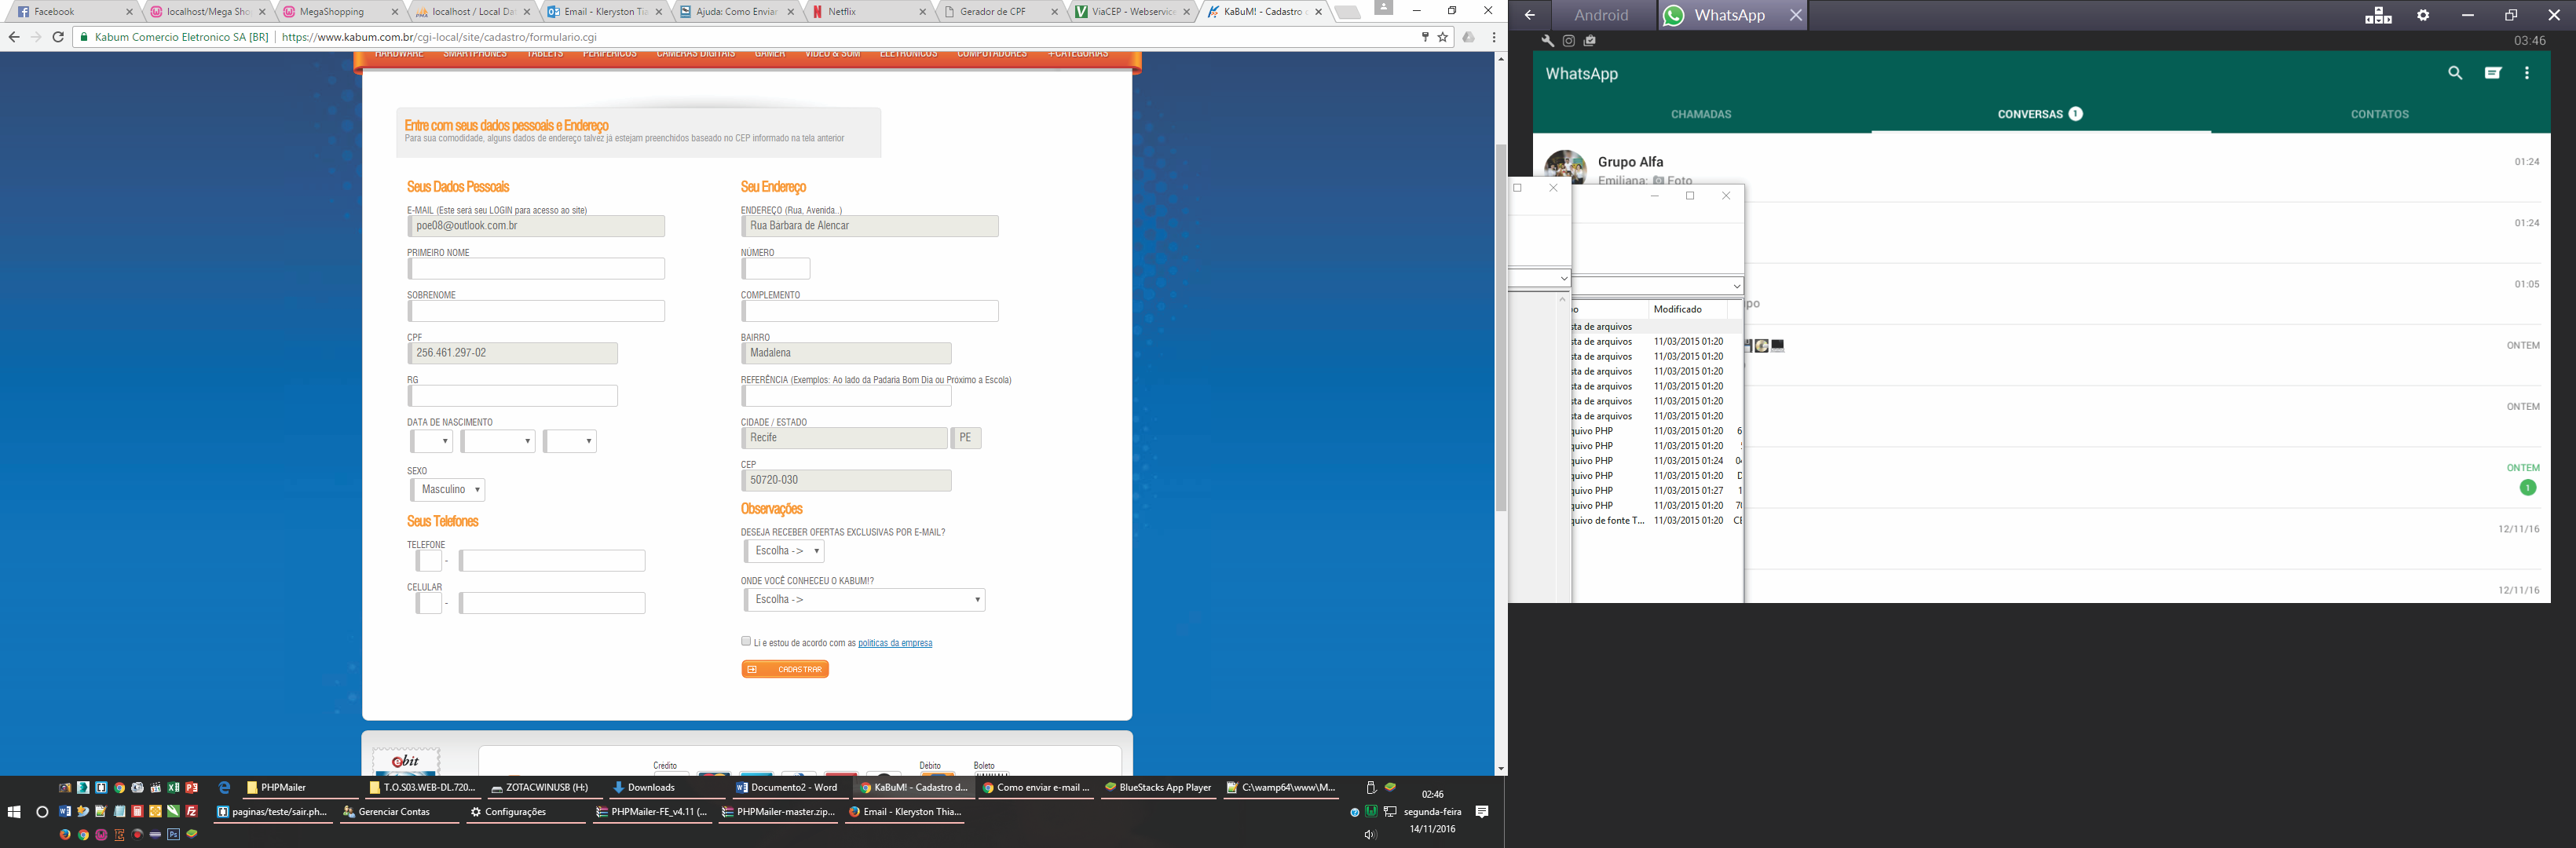 Facebook
localhost/Mega Sho
MegaShopping
localhost / Local Da
Email - Kleryston Tia
Ajuda: Como Enviar
Netflix
Gerador de CPF
ViaCEP - Webservice
KaBuM! - Cadastro
Kabum Comercio Eletronico SA [BR]
https://www.kabum.com.br/cgi-local/site/cadastro/formulario.cgi
HARDWARE SMARTPHONES TABLETS PERIFÉRICOS CÂMERAS DIGITAIS GAMER VÍDEO & SOM ELETRÔNICOS COMPUTADORES +CATEGORIAS
Entre com seus dados pessoais e Endereço
Para sua comodidade, alguns dados de endereço talvez já estejam preenchidos baseado no CEP informado na tela anterior
Seus Dados Pessoais
E-MAIL (Este será seu LOGIN para acesso ao site)
poe08@outlook.com.br
PRIMEIRO NOME
SOBRENOME
CPF
256.461.297-02
RG
DATA DE NASCIMENTO
SEXO
Masculino
Seus Telefones
TELEFONE
-
CELULAR
-
Seu Endereço
ENDEREÇO (Rua, Avenida..)
Rua Bárbara de Alencar
NÚMERO
COMPLEMENTO
BAIRRO
Madalena
REFERÊNCIA (Exemplos: Ao lado da Padaria Bom Dia ou Próximo a Escola)
CIDADE / ESTADO
Recife PE
CEP
50720-030
Observações
DESEJA RECEBER OFERTAS EXCLUSIVAS POR E-MAIL?
Escolha ->
ONDE VOCÊ CONHECEU O KABUM!?
Escolha ->
Li e estou de acordo com as políticas da empresa
CADASTRAR
ebit
Crédito Débito Boleto
Android
WhatsApp
03:46
WhatsApp
CHAMADAS CONVERSAS 1 CONTATOS
Grupo Alfa 01:24
Emiliana: Foto
01:24
01:05
ipo
ONTEM
ONTEM
ONTEM
1
12/11/16
12/11/16
Modificado
sta de arquivos
sta de arquivos 11/03/2015 01:20
sta de arquivos 11/03/2015 01:20
sta de arquivos 11/03/2015 01:20
sta de arquivos 11/03/2015 01:20
sta de arquivos 11/03/2015 01:20
sta de arquivos 11/03/2015 01:20
quivo PHP 11/03/2015 01:20 6
quivo PHP 11/03/2015 01:20
quivo PHP 11/03/2015 01:24 04
quivo PHP 11/03/2015 01:20 D
quivo PHP 11/03/2015 01:27 1
quivo PHP 11/03/2015 01:20 70
quivo de fonte T... 11/03/2015 01:20 CE
PHPMailer
T.O.S03.WEB-DL.720...
ZOTACWINUSB (H:)
Downloads
Documento2 - Word
KaBuM! - Cadastro d...
Como enviar e-mail ...
BlueStacks App Player
C:\wamp64\www\M...
paginas/teste/sair.ph...
Gerenciar Contas
Configurações
PHPMailer-FE_v4.11 (...
PHPMailer-master.zip...
Email - Kleryston Thia...
02:46
segunda-feira
14/11/2016